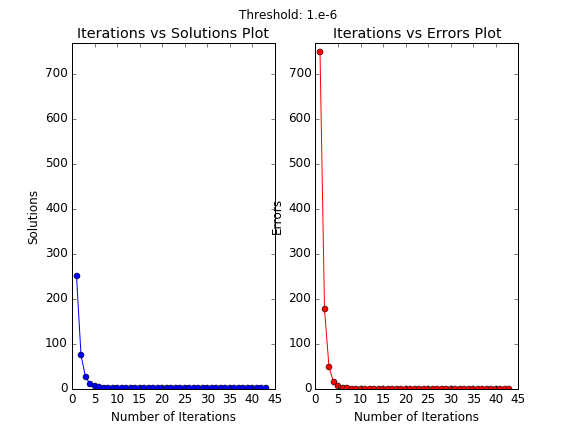 Threshold: 1.e-6
Iterations vs Solutions Plot
Iterations vs Errors Plot
700
600
500
400
300
200
100
0
Solutions
0 5 10 15 20 25 30 35 40 45
Number of Iterations
700
600
500
400
300
200
100
0
Errors
0 5 10 15 20 25 30 35 40 45
Number of Iterations